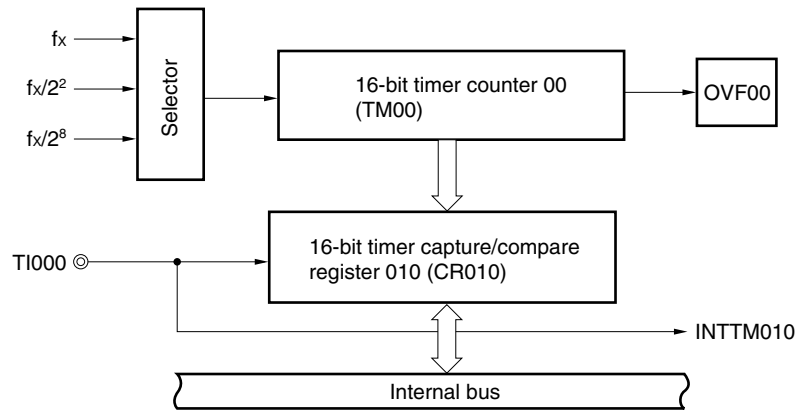 fX
fX/2²
fX/2⁸
Selector
16-bit timer counter 00
(TM00)
OVF00
16-bit timer capture/compare
register 010 (CR010)
TI000
INTTM010
Internal bus